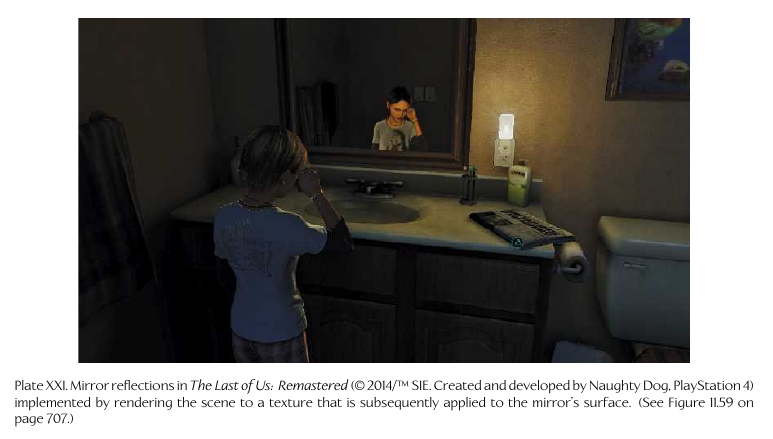 Plate XXI. Mirror reflections in The Last of Us: Remastered (© 2014/™ SIE. Created and developed by Naughty Dog, PlayStation 4)
implemented by rendering the scene to a texture that is subsequently applied to the mirror's surface. (See Figure 11.59 on
page 707.)